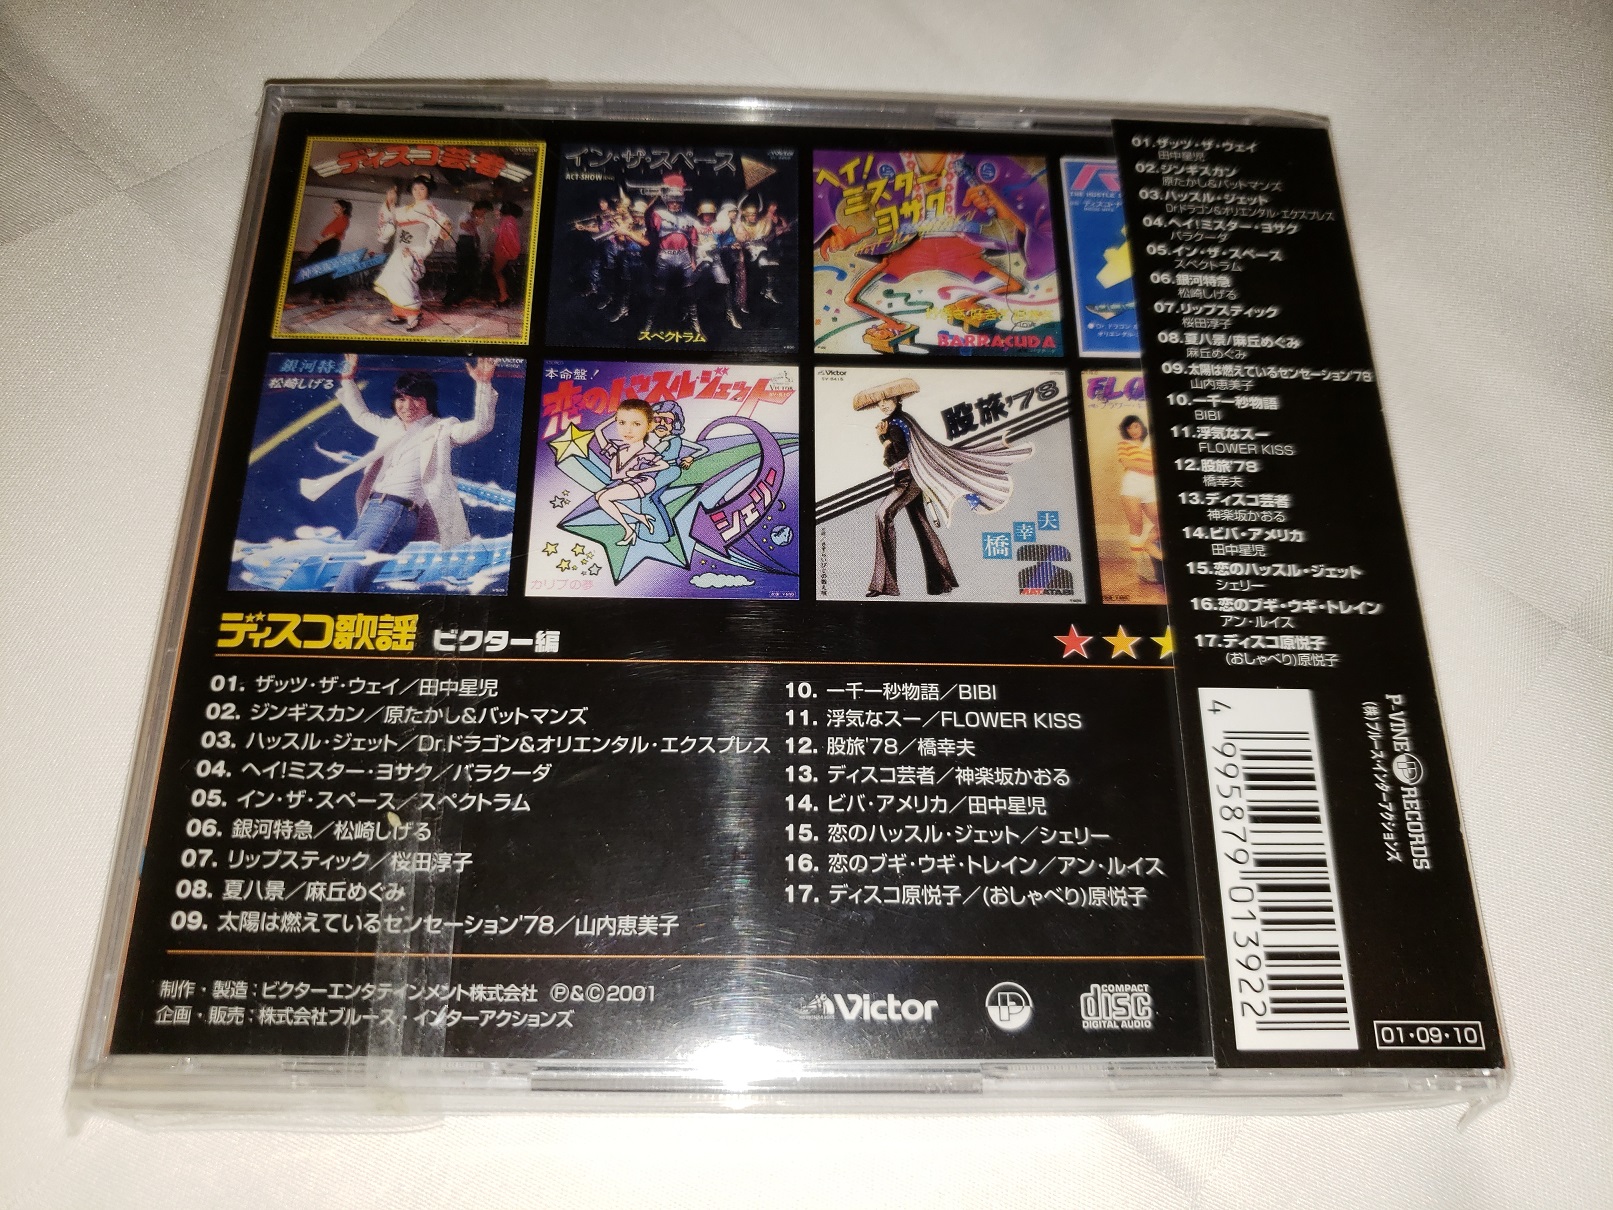 Victor
ディスコ芸者
神楽坂かおる
イン・ザ・スペース
ACT-SHOW
スペクトラム
ヘイ!
ミスター
ヨサク
BARRACUDA
THE HUSTLE
Victor
銀河特急
松崎しげる
本命盤!
恋のハッスル・ジェット
シェリー
カリブの夢
Victor
股旅'78
橋幸夫
MATATABI
ディスコ歌謡 ビクター編
01. ザッツ・ザ・ウェイ/田中星児
02. ジンギスカン/原たかし&バットマンズ
03. ハッスル・ジェット/Dr.ドラゴン&オリエンタル・エクスプレス
04. ヘイ!ミスター・ヨサク/バラクーダ
05. イン・ザ・スペース/スペクトラム
06. 銀河特急/松崎しげる
07. リップスティック/桜田淳子
08. 夏八景/麻丘めぐみ
09. 太陽は燃えているセンセーション'78/山内恵美子
10. 一千一秒物語/BIBI
11. 浮気なスー/FLOWER KISS
12. 股旅'78/橋幸夫
13. ディスコ芸者/神楽坂かおる
14. ビバ・アメリカ/田中星児
15. 恋のハッスル・ジェット/シェリー
16. 恋のブギ・ウギ・トレイン/アン・ルイス
17. ディスコ原悦子/(おしゃべり)原悦子
制作・製造:ビクターエンタテインメント株式会社 Ⓟ&©2001
企画・販売:株式会社ブルース・インターアクションズ
Victor
P
COMPACT
disc
DIGITAL AUDIO
01.ザッツ・ザ・ウェイ
田中星児
02.ジンギスカン
原たかし&バットマンズ
03.ハッスル・ジェット
Dr.ドラゴン&オリエンタル・エクスプレス
04.ヘイ!ミスター・ヨサク
バラクーダ
05.イン・ザ・スペース
スペクトラム
06.銀河特急
松崎しげる
07.リップスティック
桜田淳子
08.夏八景/麻丘めぐみ
麻丘めぐみ
09.太陽は燃えているセンセーション'78
山内恵美子
10.一千一秒物語
BIBI
11.浮気なスー
FLOWER KISS
12.股旅'78
橋幸夫
13.ディスコ芸者
神楽坂かおる
14.ビバ・アメリカ
田中星児
15.恋のハッスル・ジェット
シェリー
16.恋のブギ・ウギ・トレイン
アン・ルイス
17.ディスコ原悦子
(おしゃべり)原悦子
P-VINE RECORDS
(株)ブルース・インターアクションズ
4 995879 013922
01・09・10